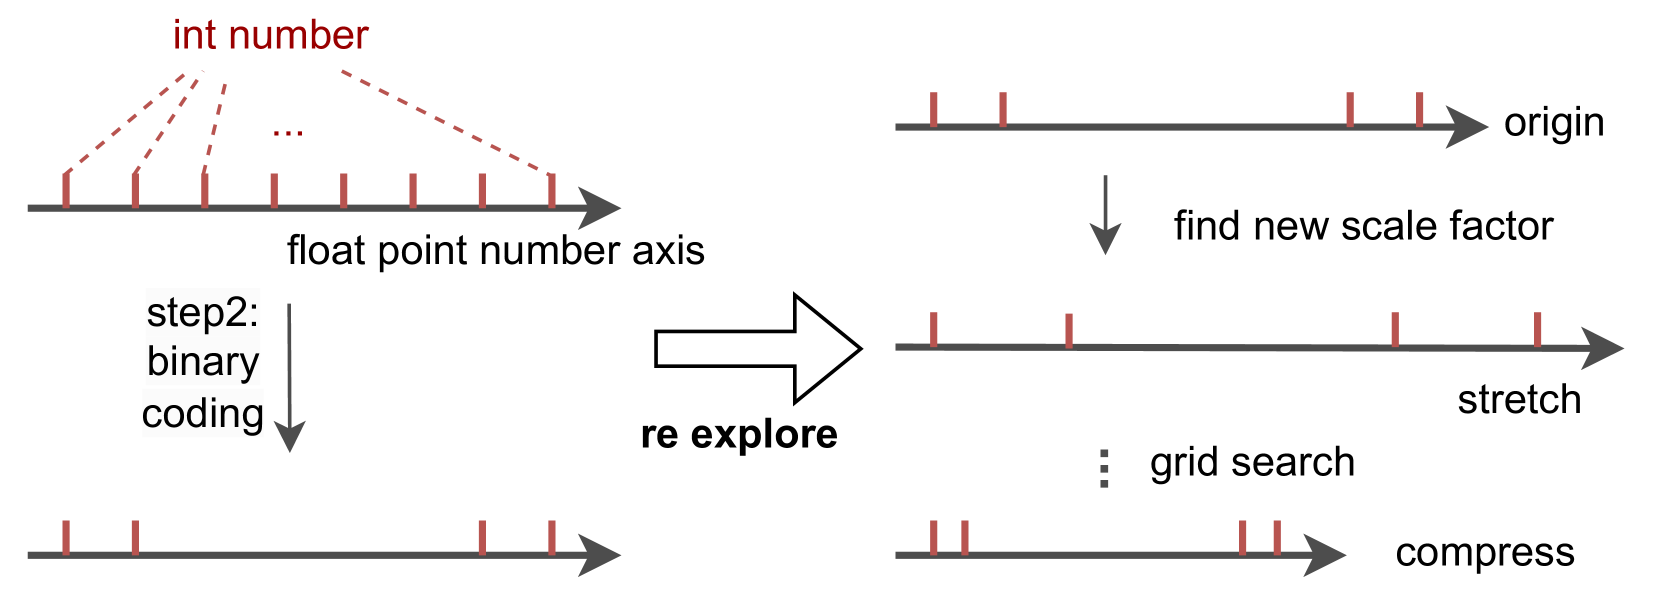 int number
...
float point number axis
step2:
binary
coding
re explore
origin
find new scale factor
stretch
grid search
compress